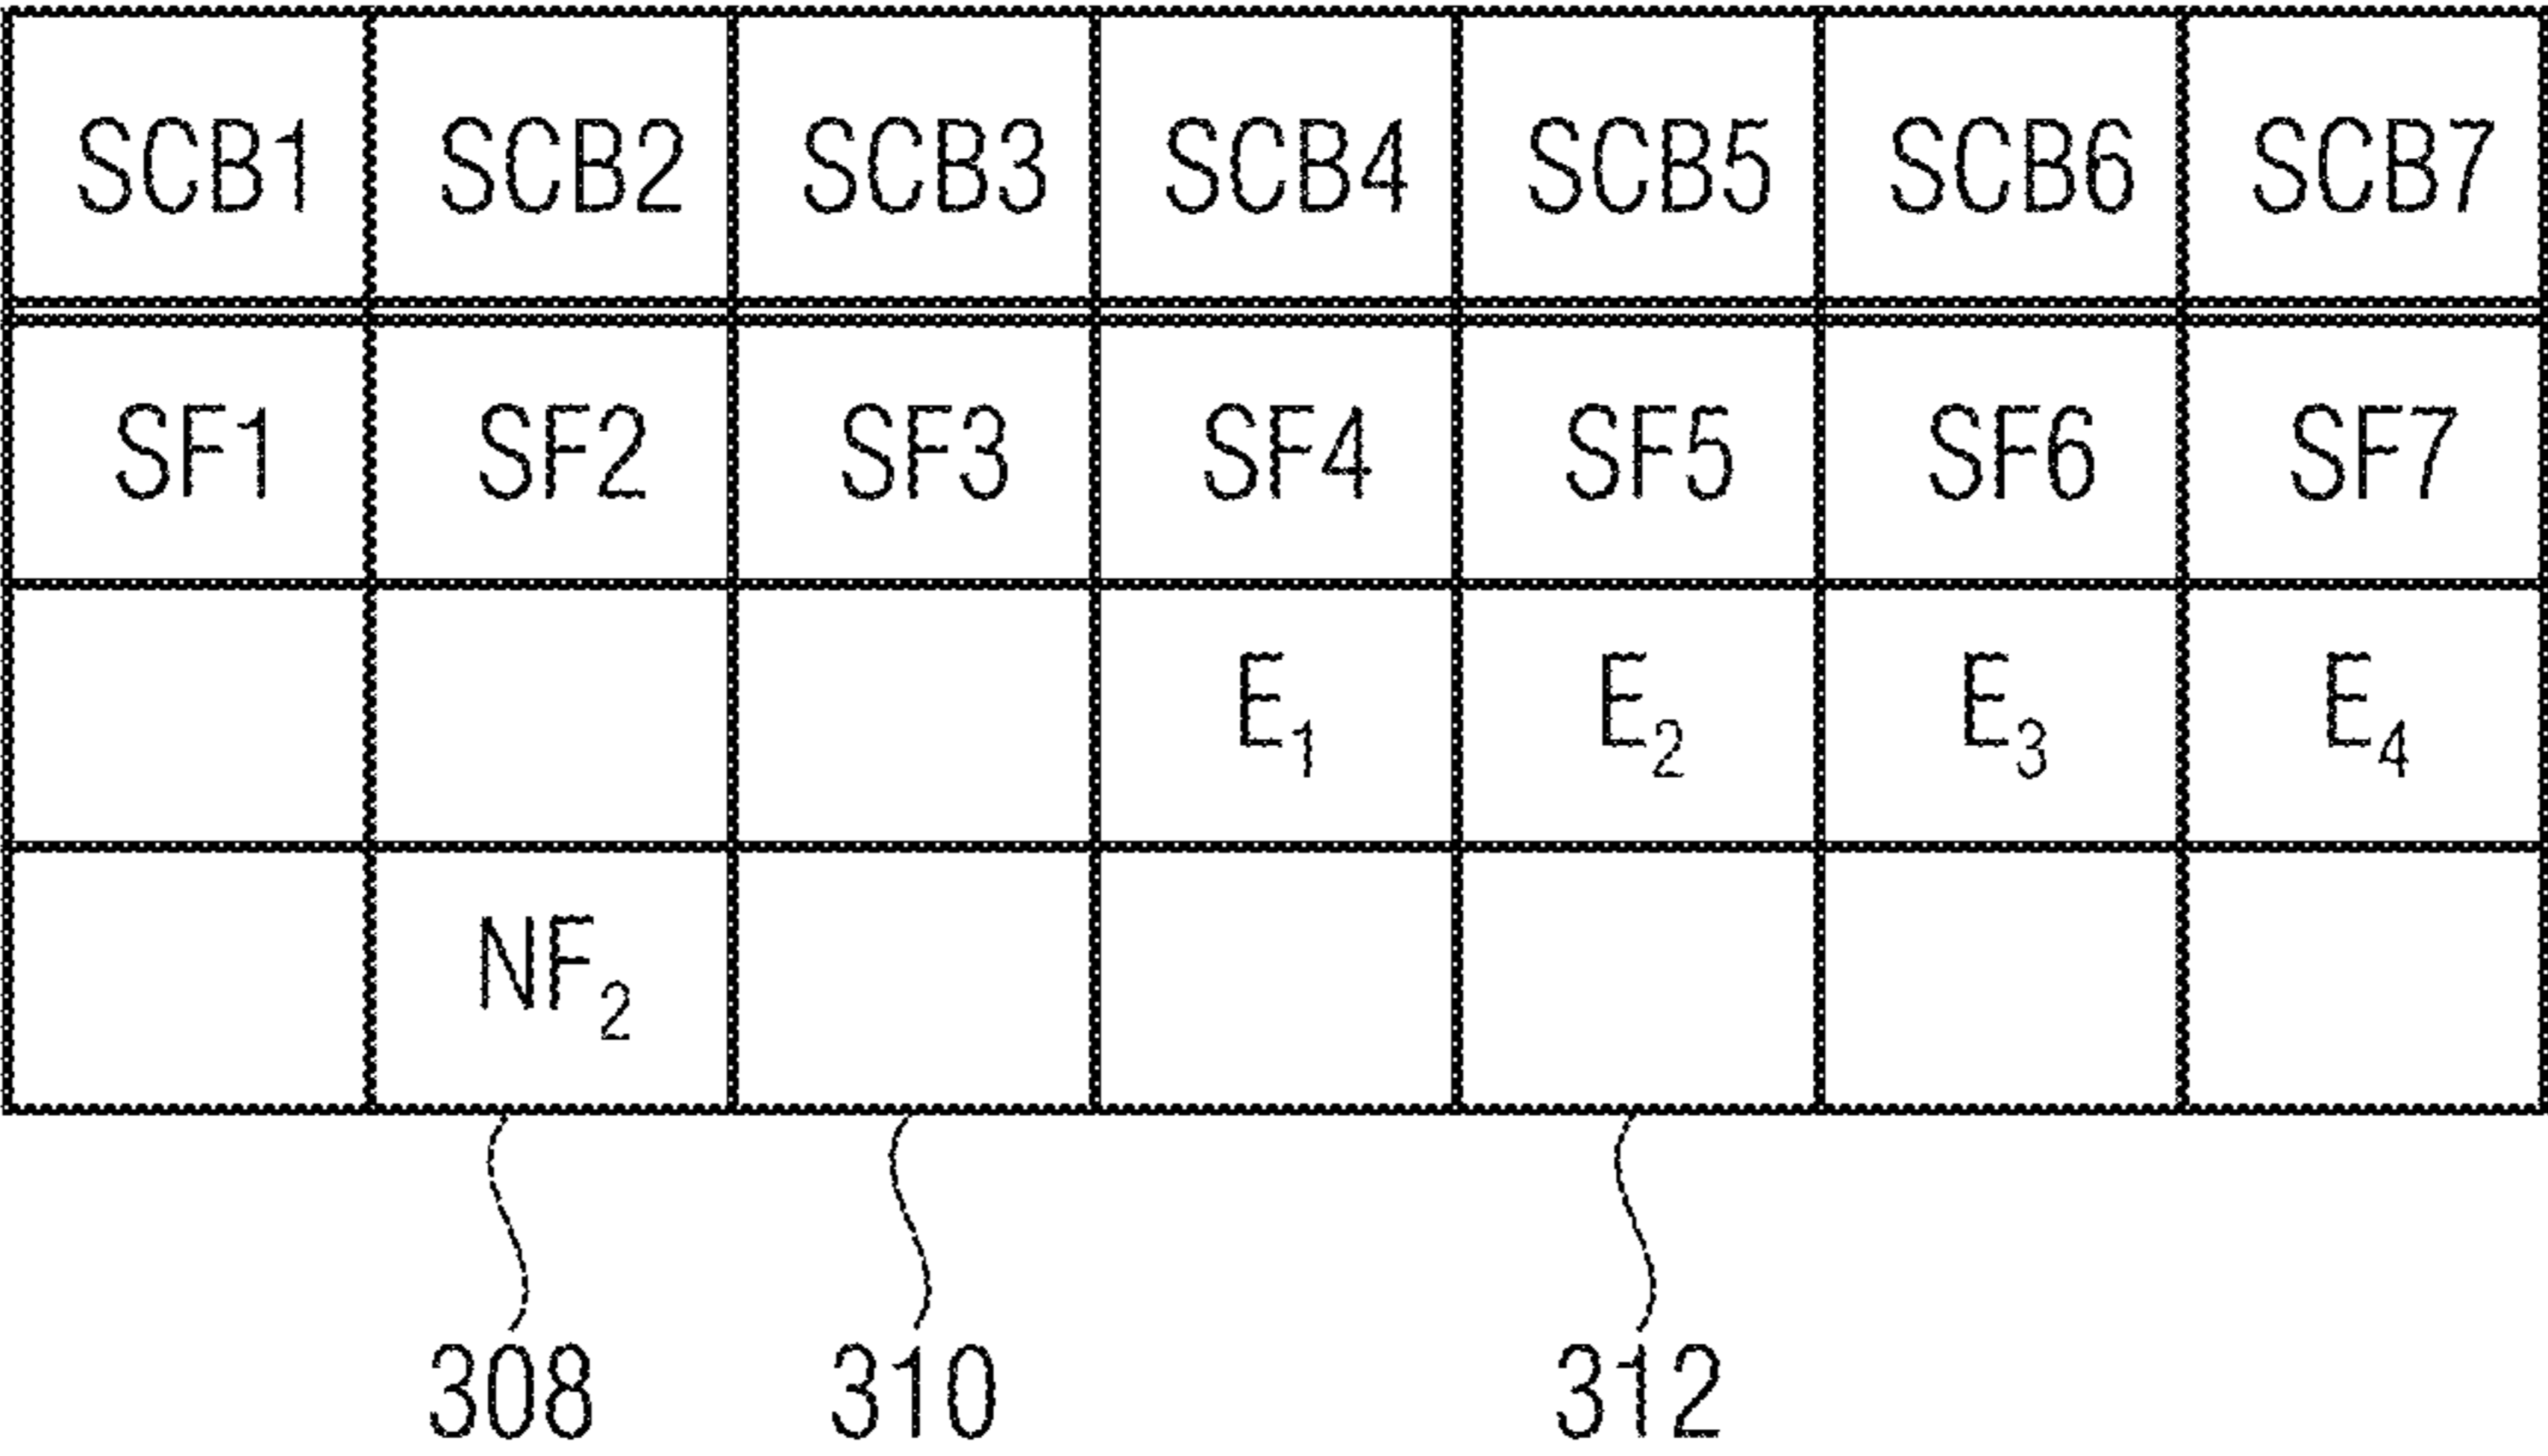 SCB1 SCB2 SCB3 SCB4 SCB5 SCB6 SCB7
SF1 SF2 SF3 SF4 SF5 SF6 SF7
E₁ E₂ E₃ E₄
NF₂
308 310 312